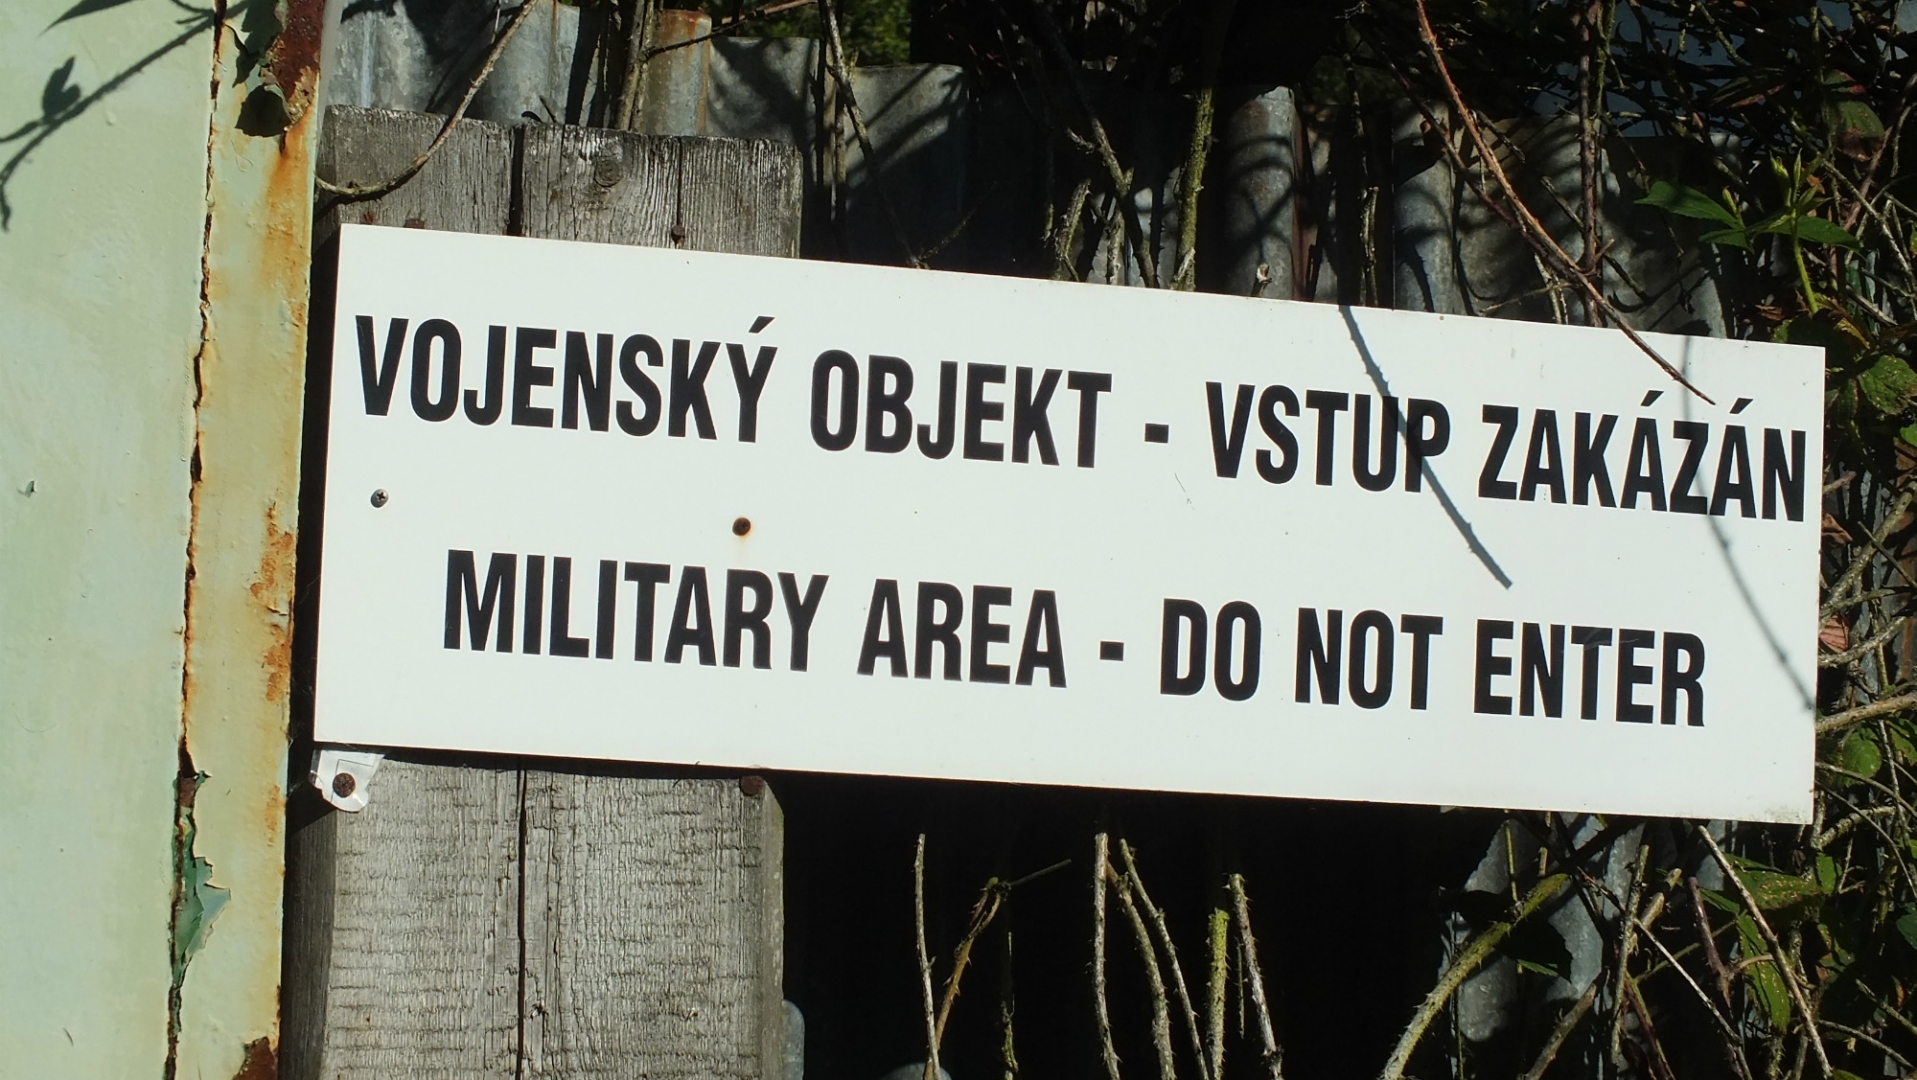 VOJENSKÝ OBJEKT - VSTUP ZAKÁZÁN
MILITARY AREA - DO NOT ENTER